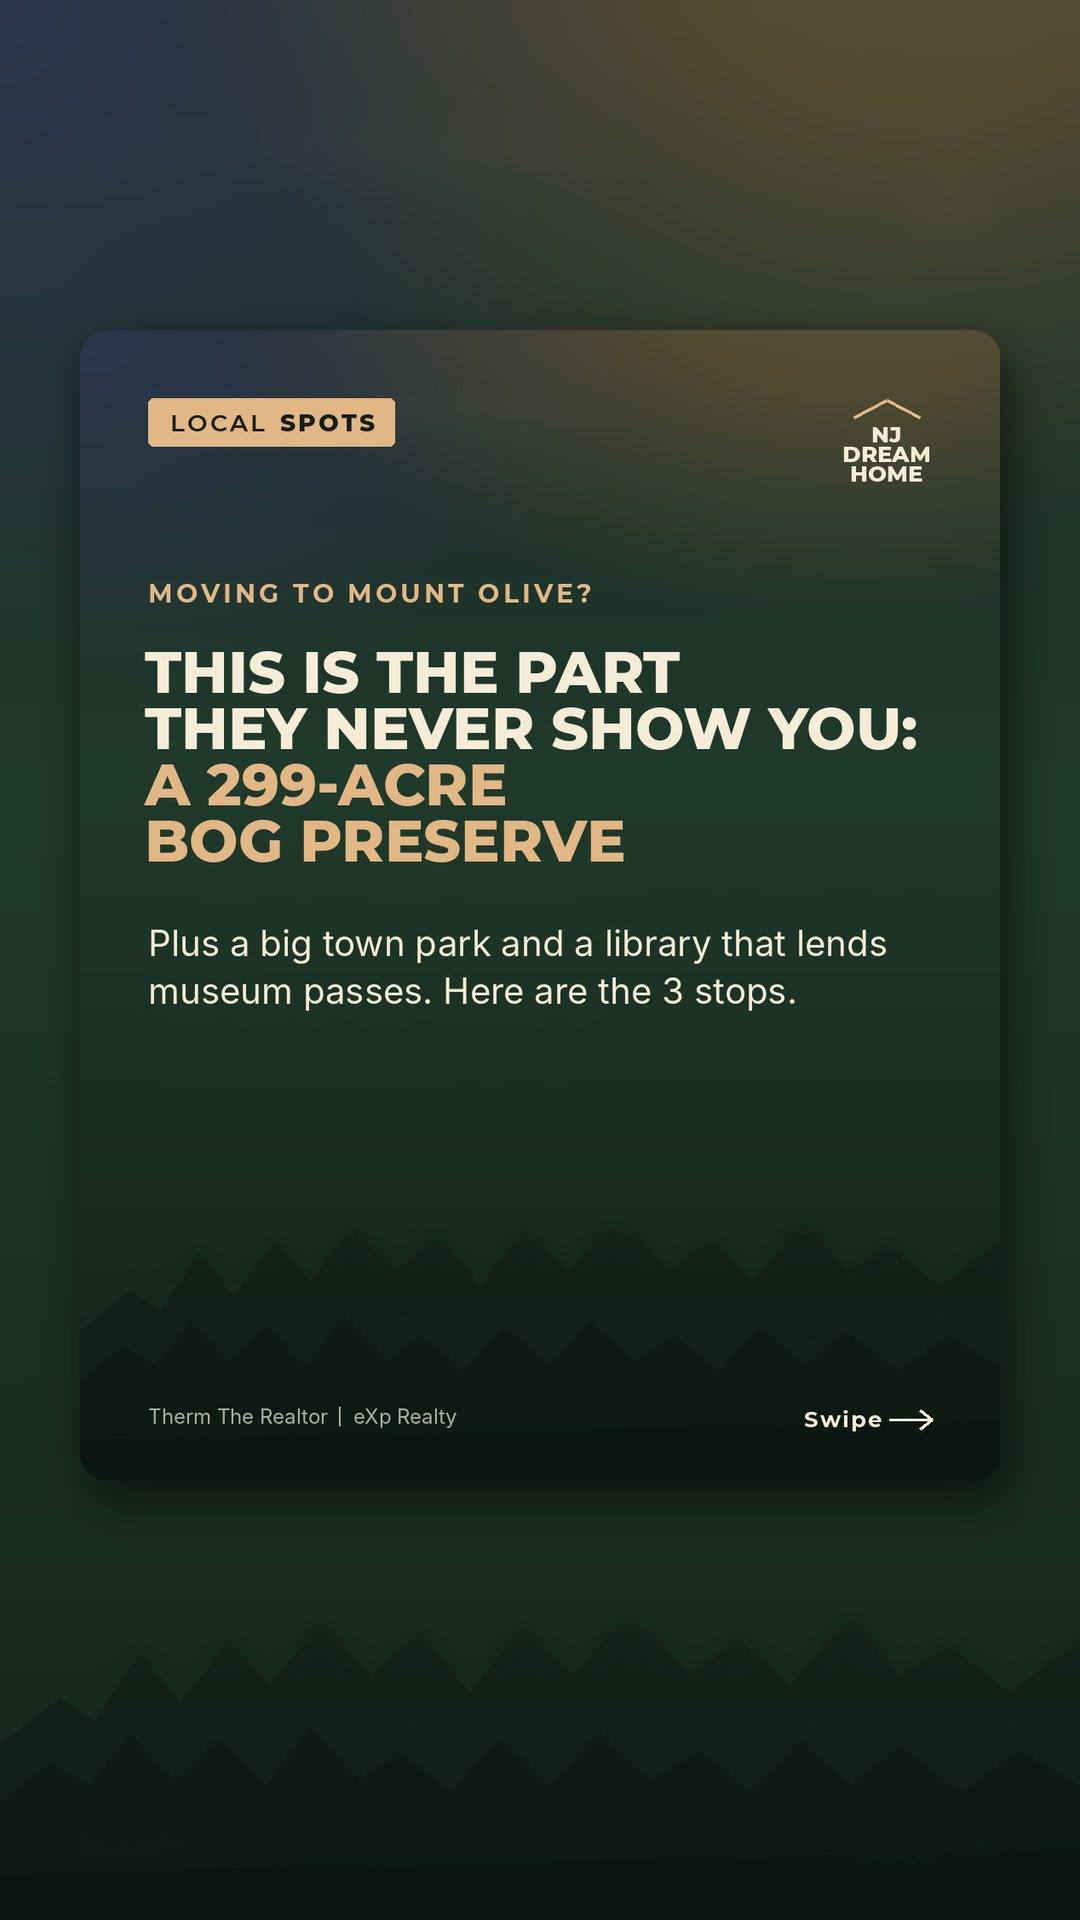 LOCAL SPOTS
NJ
DREAM
HOME
MOVING TO MOUNT OLIVE?
THIS IS THE PART
THEY NEVER SHOW YOU:
A 299-ACRE
BOG PRESERVE
Plus a big town park and a library that lends
museum passes. Here are the 3 stops.
Therm The Realtor | eXp Realty
Swipe